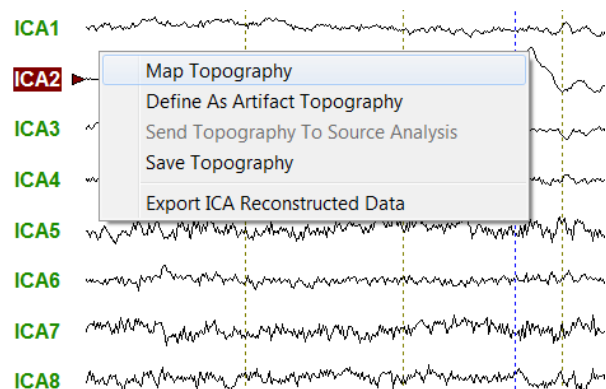 ICA1
ICA2
Map Topography
Define As Artifact Topography
ICA3
Send Topography To Source Analysis
Save Topography
ICA4
Export ICA Reconstructed Data
ICA5
ICA6
ICA7
ICA8